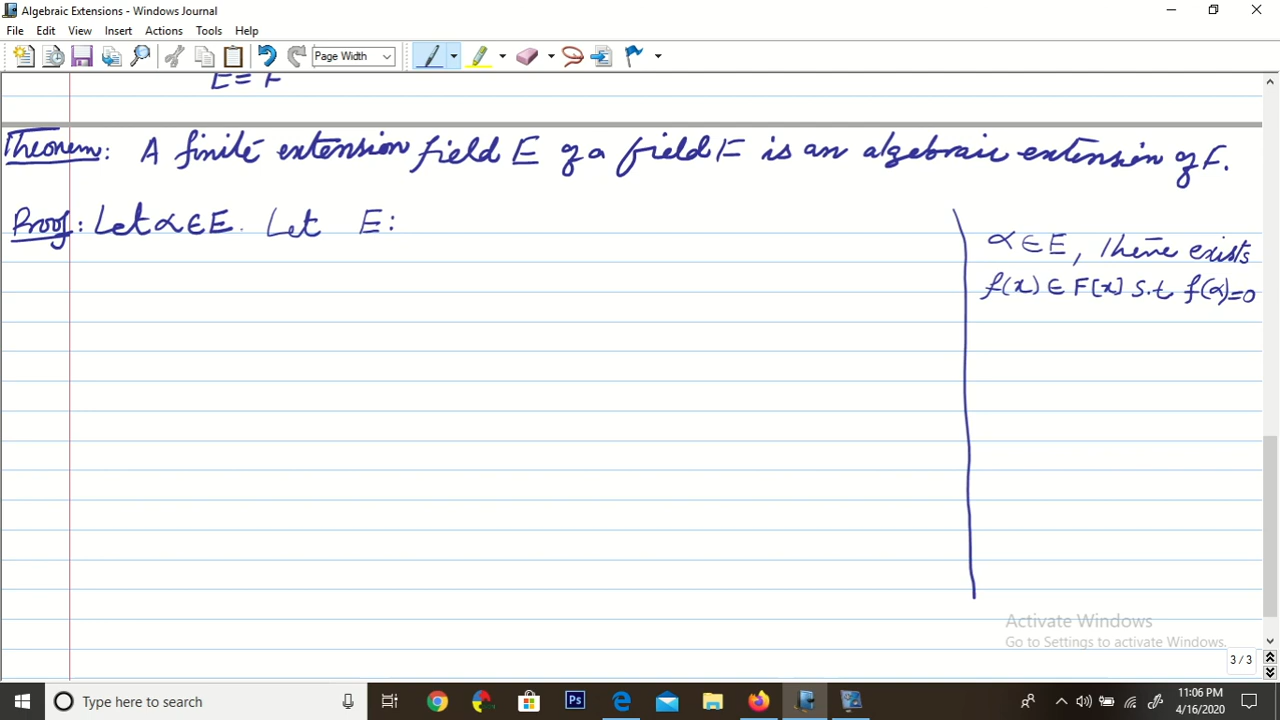 Algebraic Extensions - Windows Journal
File Edit View Insert Actions Tools Help
Page Width
E = F
Theorem: A finite extension field E of a field F is an algebraic extension of F.
Proof: Let α ∈ E. Let E:
α ∈ E, there exists
f(x) ∈ F[x] s.t. f(α)=0
Activate Windows
Go to Settings to activate Windows.
3 / 3
Type here to search
Ps
11:06 PM
4/16/2020